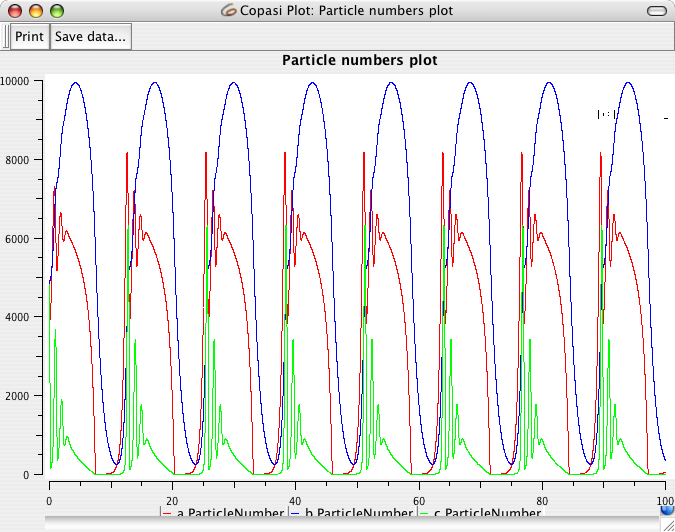 Copasi Plot: Particle numbers plot
Print Save data...
Particle numbers plot
10000
8000
6000
4000
2000
0
0 20 40 60 80 100
a.ParticleNumber b.ParticleNumber c.ParticleNumber